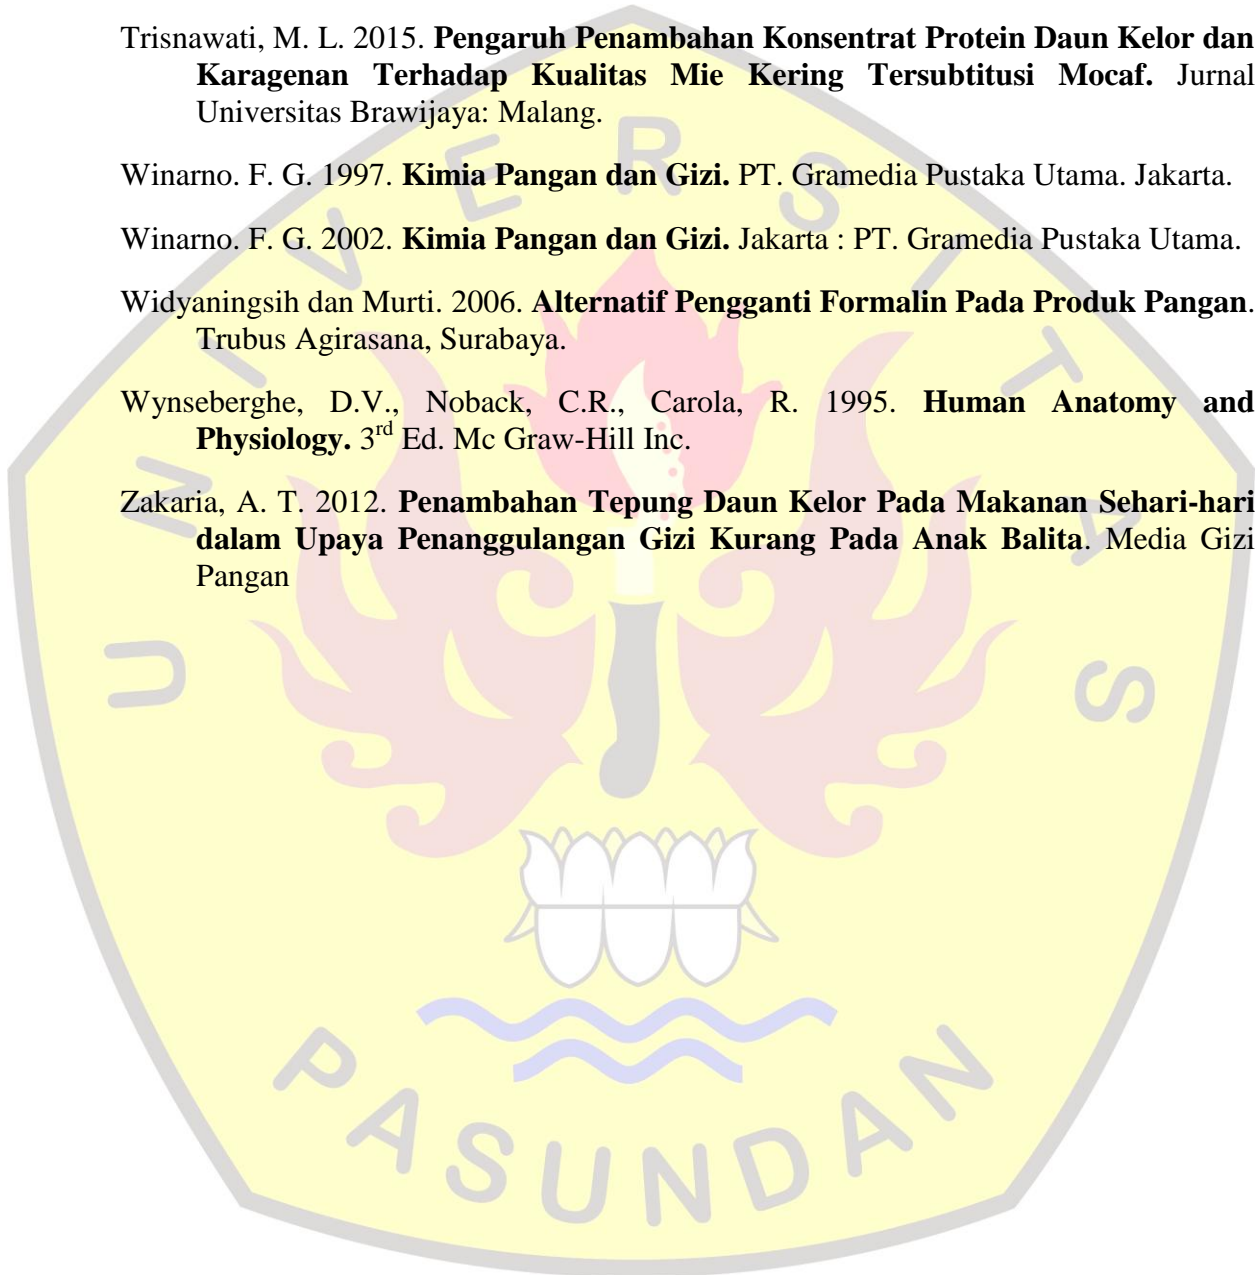 Trisnawati, M. L. 2015. Pengaruh Penambahan Konsentrat Protein Daun Kelor dan
Karagenan Terhadap Kualitas Mie Kering Tersubtitusi Mocaf. Jurnal
Universitas Brawijaya: Malang.
Winarno. F. G. 1997. Kimia Pangan dan Gizi. PT. Gramedia Pustaka Utama. Jakarta.
Winarno. F. G. 2002. Kimia Pangan dan Gizi. Jakarta : PT. Gramedia Pustaka Utama.
Widyaningsih dan Murti. 2006. Alternatif Pengganti Formalin Pada Produk Pangan.
Trubus Agirasana, Surabaya.
Wynseberghe, D.V., Noback, C.R., Carola, R. 1995. Human Anatomy and
Physiology. 3rd Ed. Mc Graw-Hill Inc.
Zakaria, A. T. 2012. Penambahan Tepung Daun Kelor Pada Makanan Sehari-hari
dalam Upaya Penanggulangan Gizi Kurang Pada Anak Balita. Media Gizi
Pangan
UNIVERSITAS
PASUNDAN